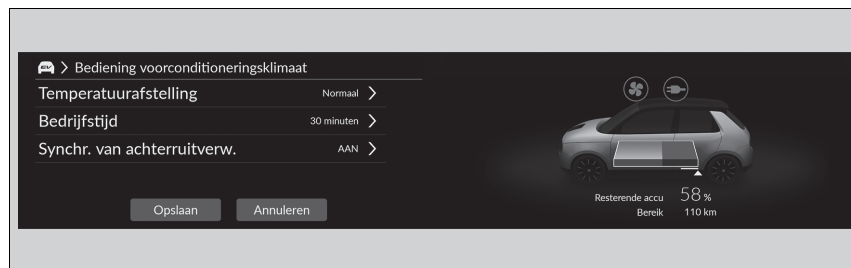 EV > Bediening voorconditioneringsklimaat
Temperatuurafstelling Normaal >
Bedrijfstijd 30 minuten >
Synchr. van achterruitverw. AAN >
Opslaan Annuleren
Resterende accu 58 %
Bereik 110 km